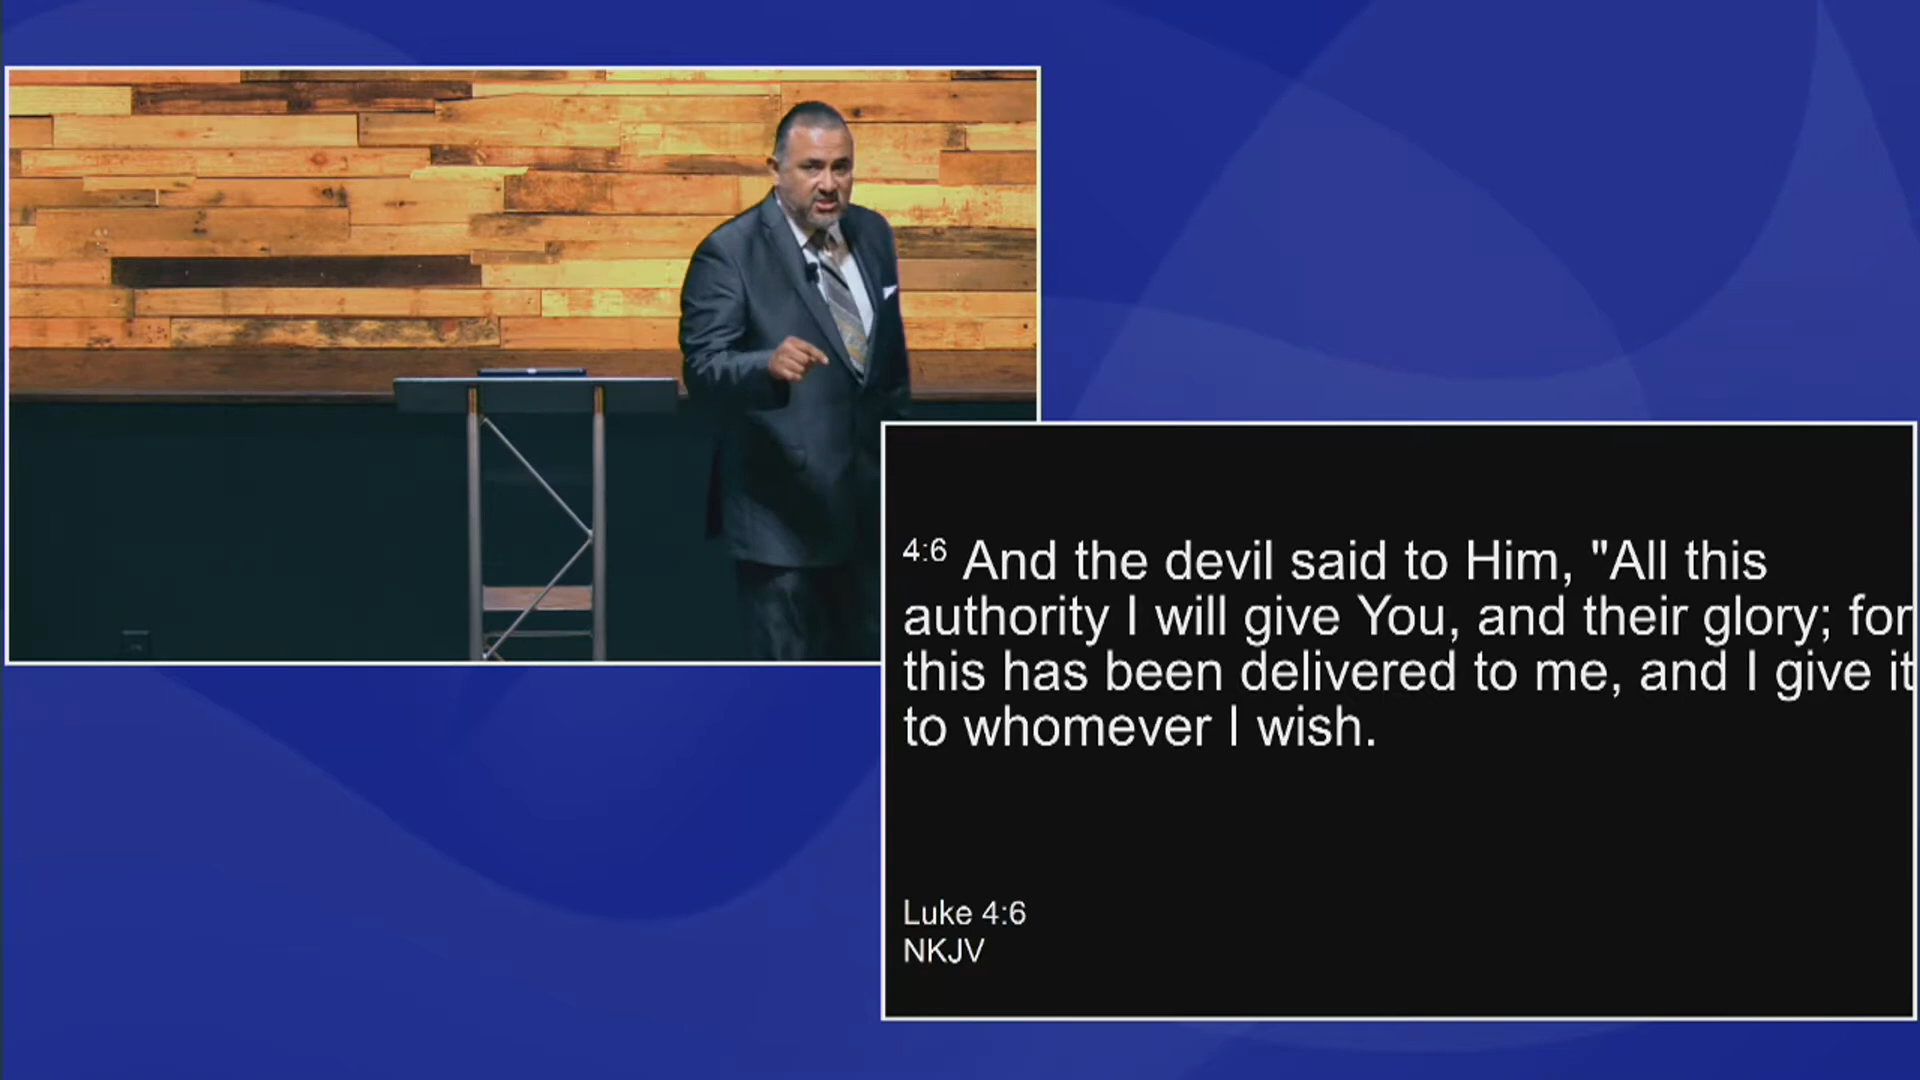 4:6 And the devil said to Him, "All this
authority I will give You, and their glory; for
this has been delivered to me, and I give it
to whomever I wish.
Luke 4:6
NKJV